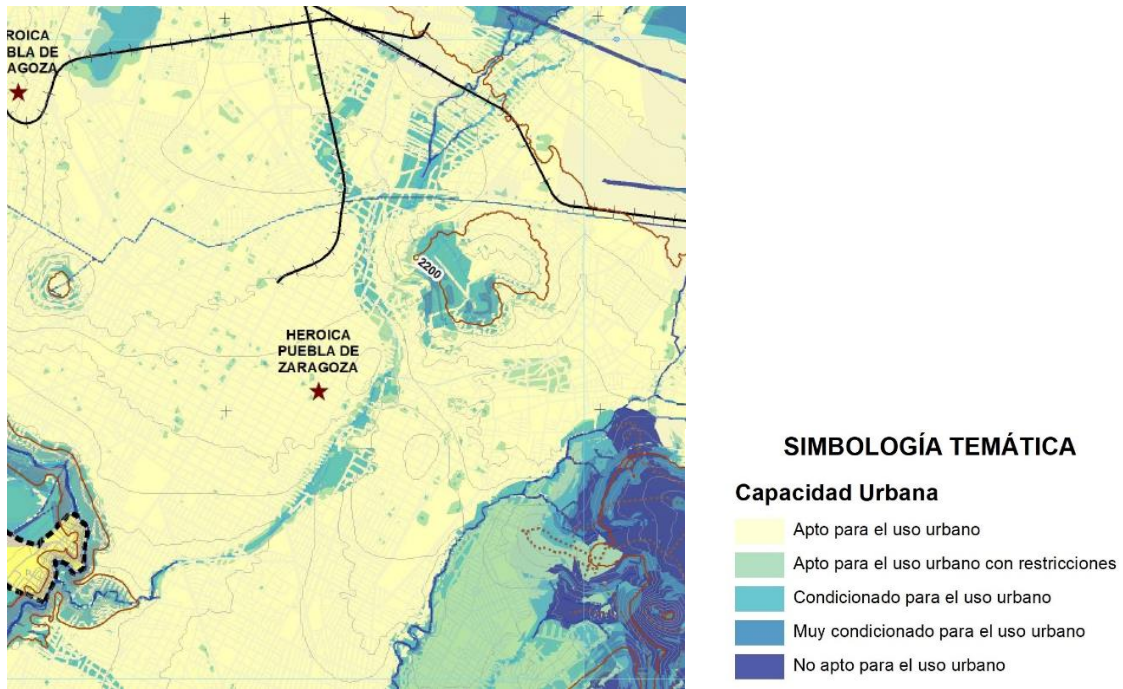 ROICA
BLA DE
AGOZA
2200
HEROICA
PUEBLA DE
ZARAGOZA
SIMBOLOGÍA TEMÁTICA
Capacidad Urbana
Apto para el uso urbano
Apto para el uso urbano con restricciones
Condicionado para el uso urbano
Muy condicionado para el uso urbano
No apto para el uso urbano